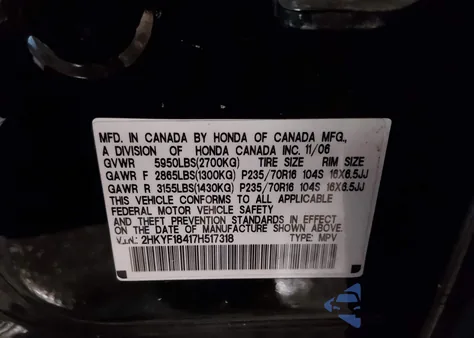 MFD. IN CANADA BY HONDA OF CANADA MFG.,
A DIVISION OF HONDA CANADA INC. 11/06
GVWR 5950LBS(2700KG) TIRE SIZE RIM SIZE
GAWR F 2865LBS(1300KG) P235/70R16 104S 16X6.5JJ
GAWR R 3155LBS(1430KG) P235/70R16 104S 16X6.5JJ
THIS VEHICLE CONFORMS TO ALL APPLICABLE
FEDERAL MOTOR VEHICLE SAFETY
AND THEFT PREVENTION STANDARDS IN EFFECT
ON THE DATE OF MANUFACTURE SHOWN ABOVE.
V.I.N.: 2HKYF18417H517318 TYPE: MPV